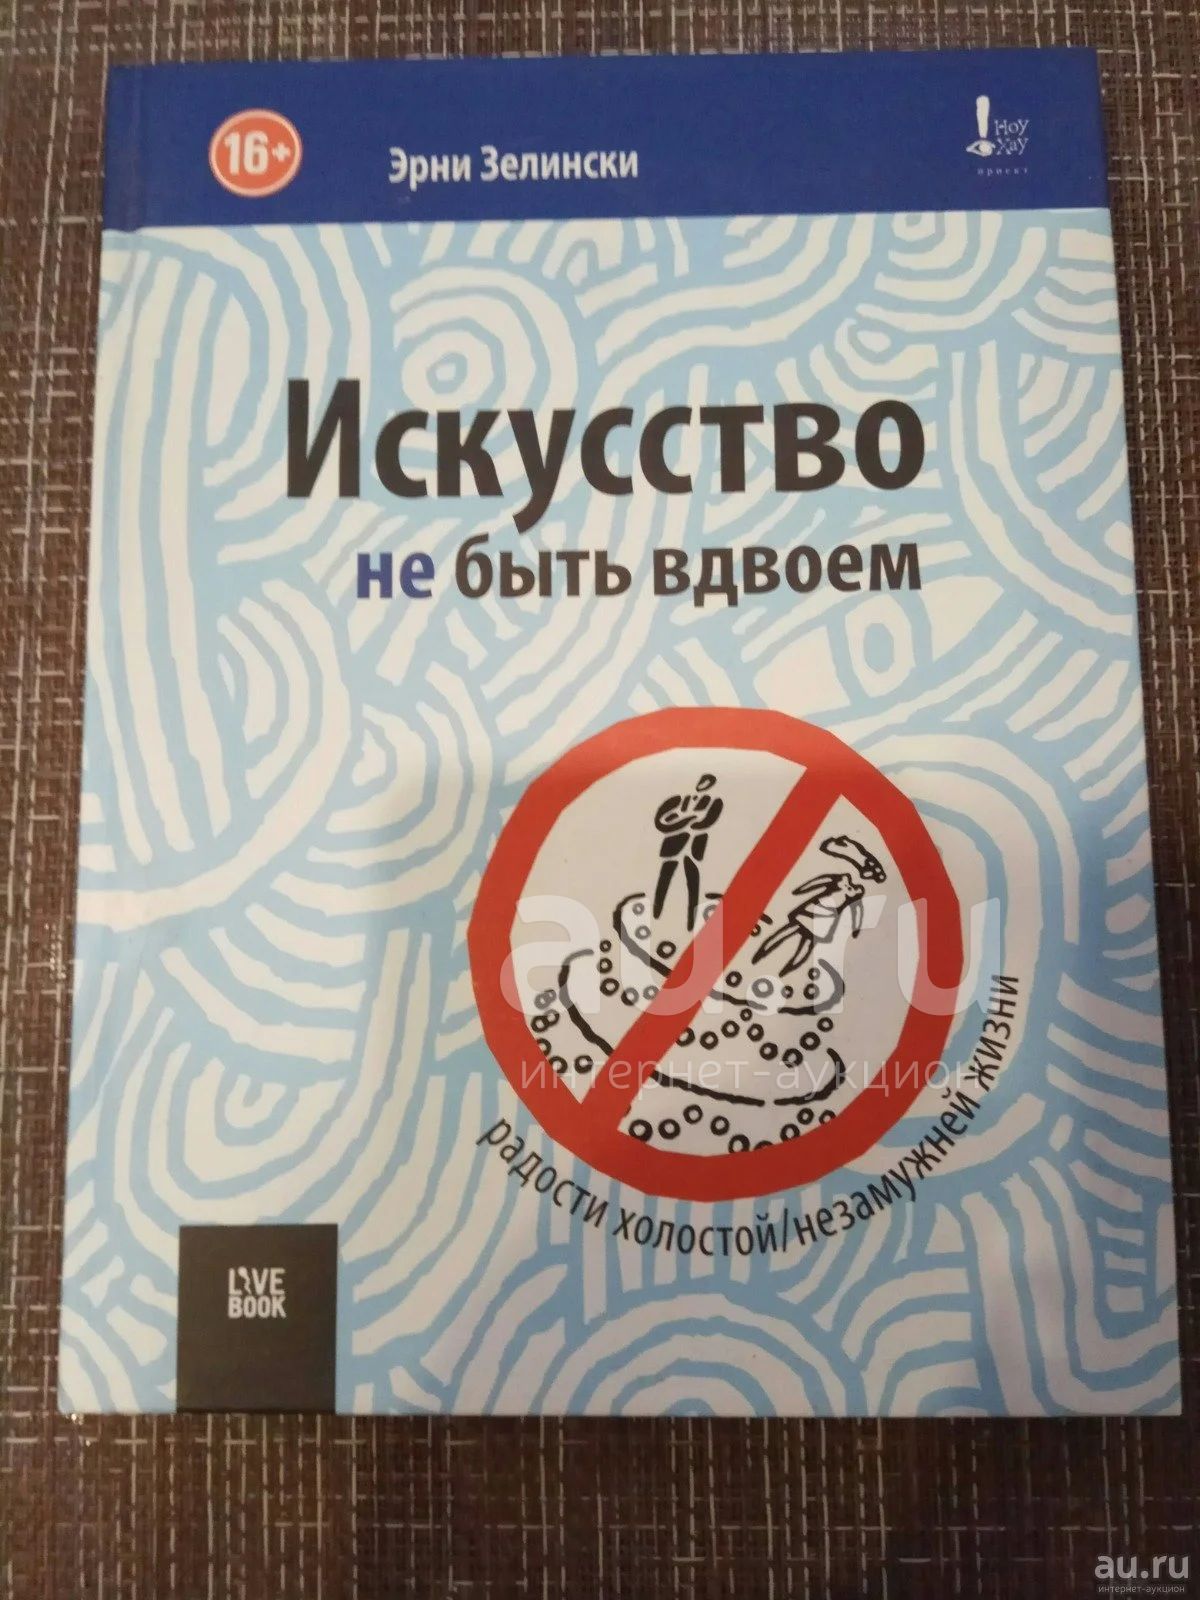 16+
Эрни Зелински
Ноу
Хау
проект
Искусство
не быть вдвоем
au.ru
интернет-аукцион
радости холостой/незамужней жизни
LIVE
BOOK
au.ru
интернет-аукцион